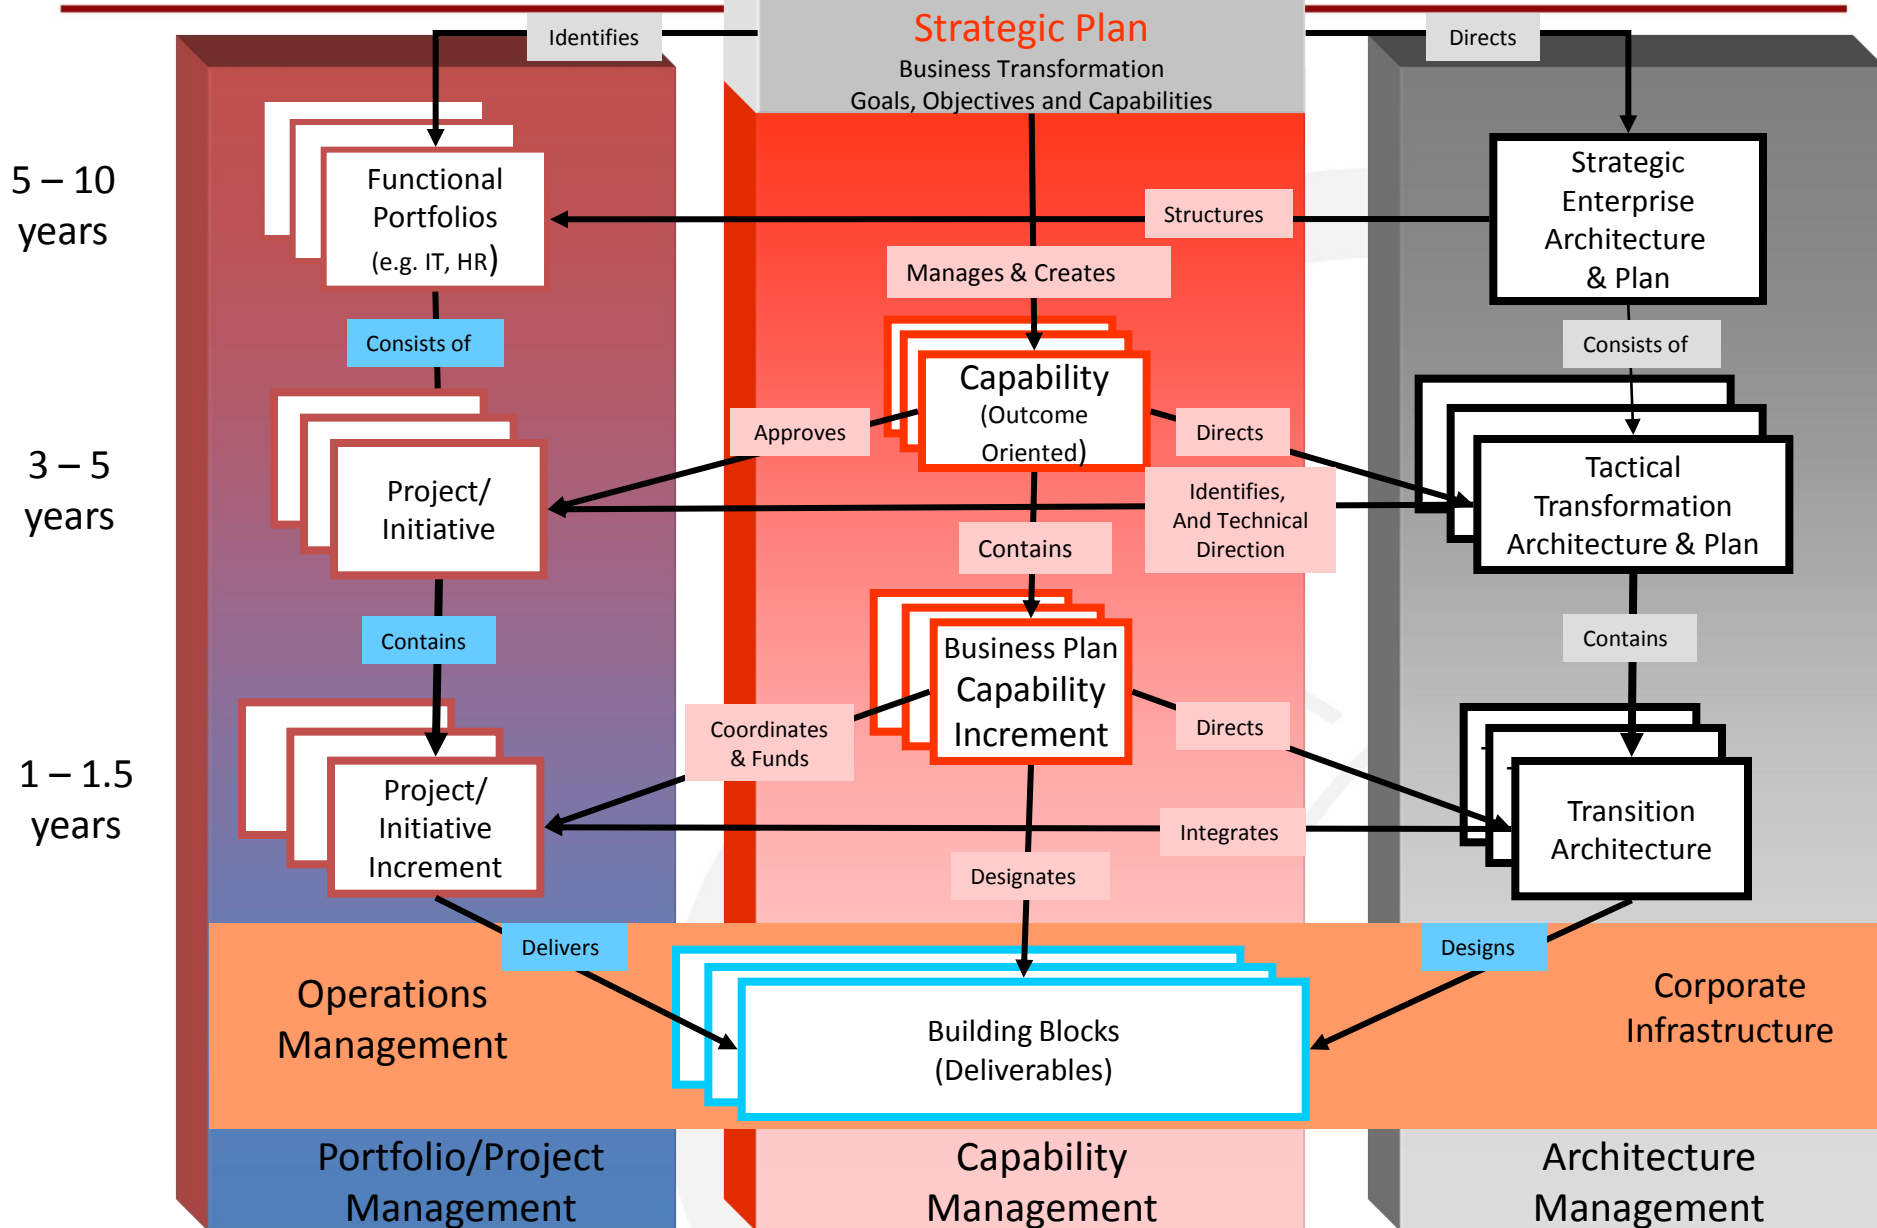 Strategic Plan
Business Transformation
Goals, Objectives and Capabilities
Identifies
Directs
5 – 10
years
Functional
Portfolios
(e.g. IT, HR)
Structures
Strategic
Enterprise
Architecture
& Plan
Manages & Creates
Consists of
Consists of
3 – 5
years
Project/
Initiative
Approves
Capability
(Outcome
Oriented)
Directs
Identifies,
And Technical
Direction
Tactical
Transformation
Architecture & Plan
Contains
Contains
Contains
1 – 1.5
years
Project/
Initiative
Increment
Coordinates
& Funds
Business Plan
Capability
Increment
Directs
Integrates
Transition
Architecture
Designates
Delivers
Designs
Operations
Management
Building Blocks
(Deliverables)
Corporate
Infrastructure
Portfolio/Project
Management
Capability
Management
Architecture
Management